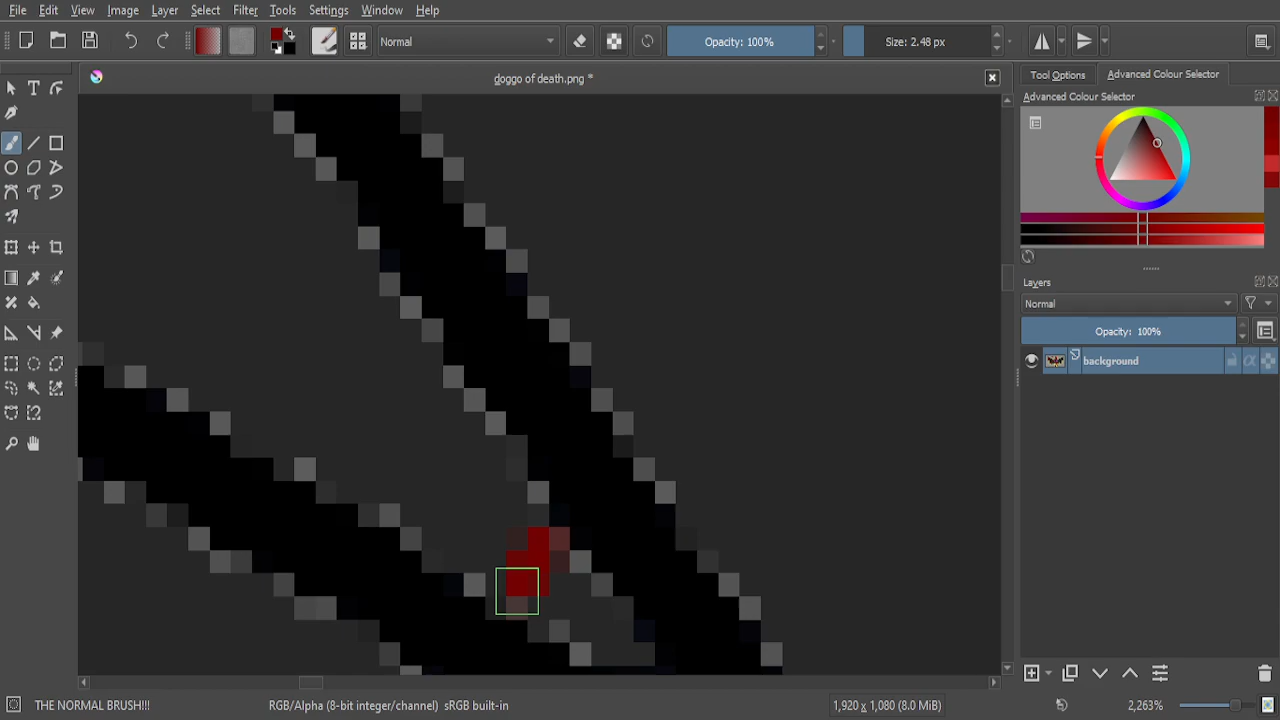 File Edit View Image Layer Select Filter Tools Settings Window Help
Normal
Opacity: 100%
Size: 2.48 px
doggo of death.png *
Tool Options
Advanced Colour Selector
Advanced Colour Selector
Layers
Normal
Opacity: 100%
background
THE NORMAL BRUSH!!!
RGB/Alpha (8-bit integer/channel) sRGB built-in
1,920 x 1,080 (8.0 MiB)
2,263%